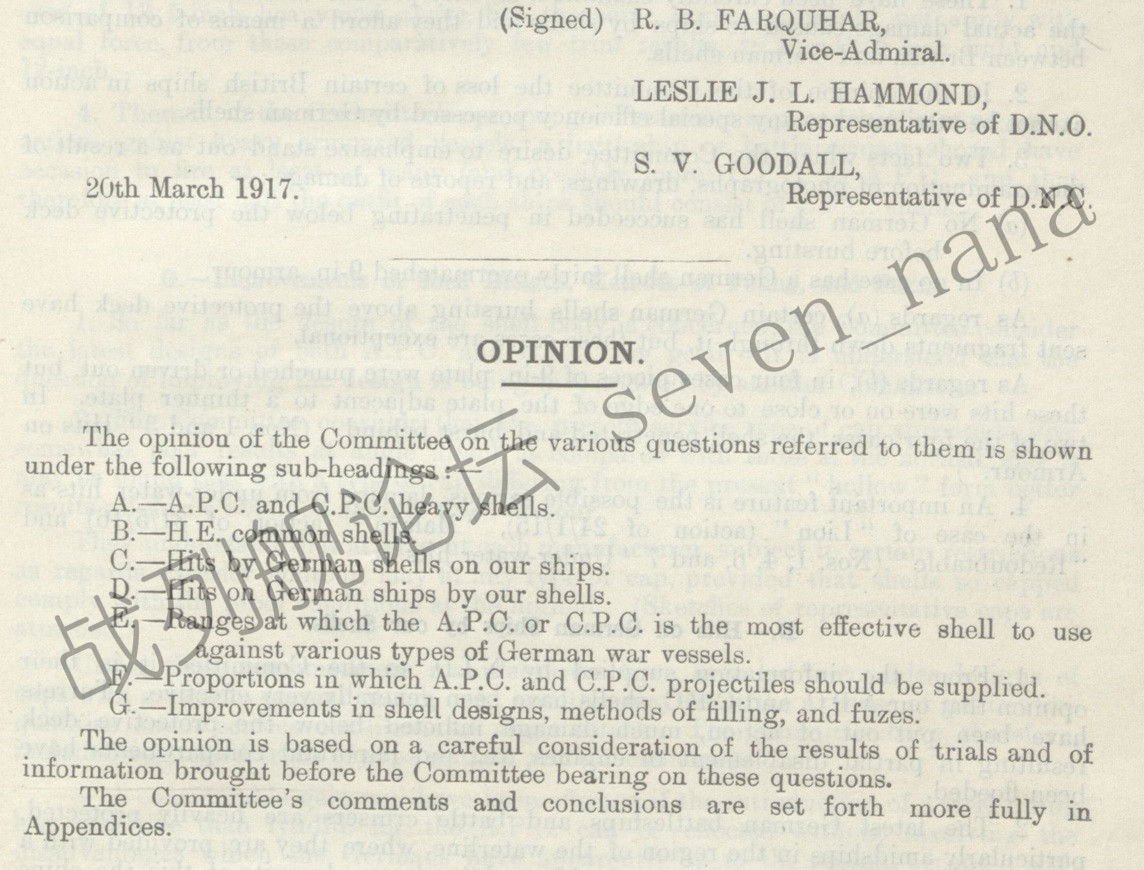 (Signed) R. B. FARQUHAR,
Vice-Admiral.
LESLIE J. L. HAMMOND,
Representative of D.N.O.
S. V. GOODALL,
Representative of D.N.C.
20th March 1917.
OPINION.
The opinion of the Committee on the various questions referred to them is shown
under the following sub-headings :—
A.—A.P.C. and C.P.C. heavy shells.
B.—H.E. common shells.
C.—Hits by German shells on our ships.
D.—Hits on German ships by our shells.
E.—Ranges at which the A.P.C. or C.P.C. is the most effective shell to use
against various types of German war vessels.
F.—Proportions in which A.P.C. and C.P.C. projectiles should be supplied.
G.—Improvements in shell designs, methods of filling, and fuzes.
The opinion is based on a careful consideration of the results of trials and of
information brought before the Committee bearing on these questions.
The Committee's comments and conclusions are set forth more fully in
Appendices.
战列舰论坛 seven_nana